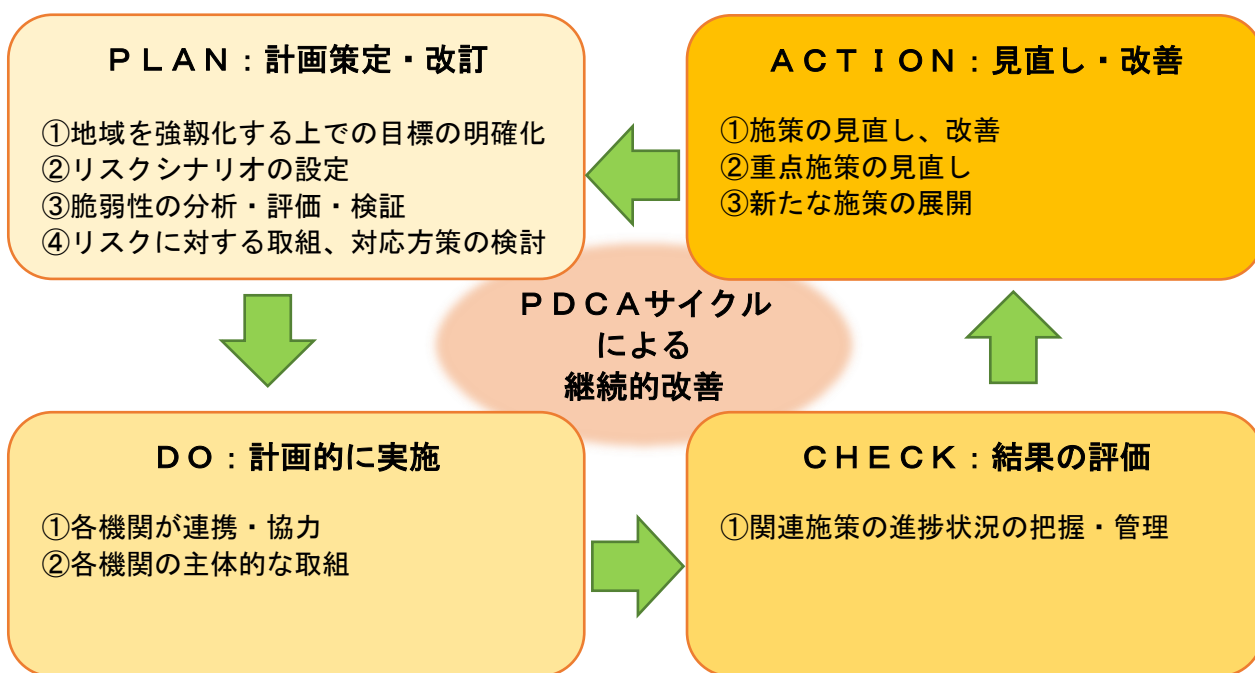 ＰＬＡＮ：計画策定・改訂
①地域を強靱化する上での目標の明確化
②リスクシナリオの設定
③脆弱性の分析・評価・検証
④リスクに対する取組、対応方策の検討
ＡＣＴＩＯＮ：見直し・改善
①施策の見直し、改善
②重点施策の見直し
③新たな施策の展開
ＰＤＣＡサイクル
による
継続的改善
ＤＯ：計画的に実施
①各機関が連携・協力
②各機関の主体的な取組
ＣＨＥＣＫ：結果の評価
①関連施策の進捗状況の把握・管理